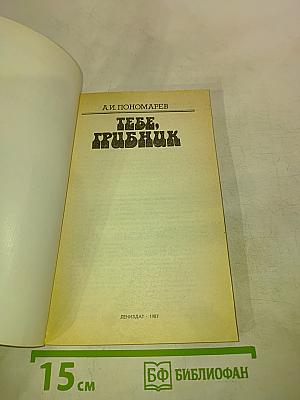 А.И. ПОНОМАРЕВ
ТЕБЕ,
ГРИБНИК
ЛЕНИЗДАТ · 1987
15 см
БФ БИБЛИОФАН